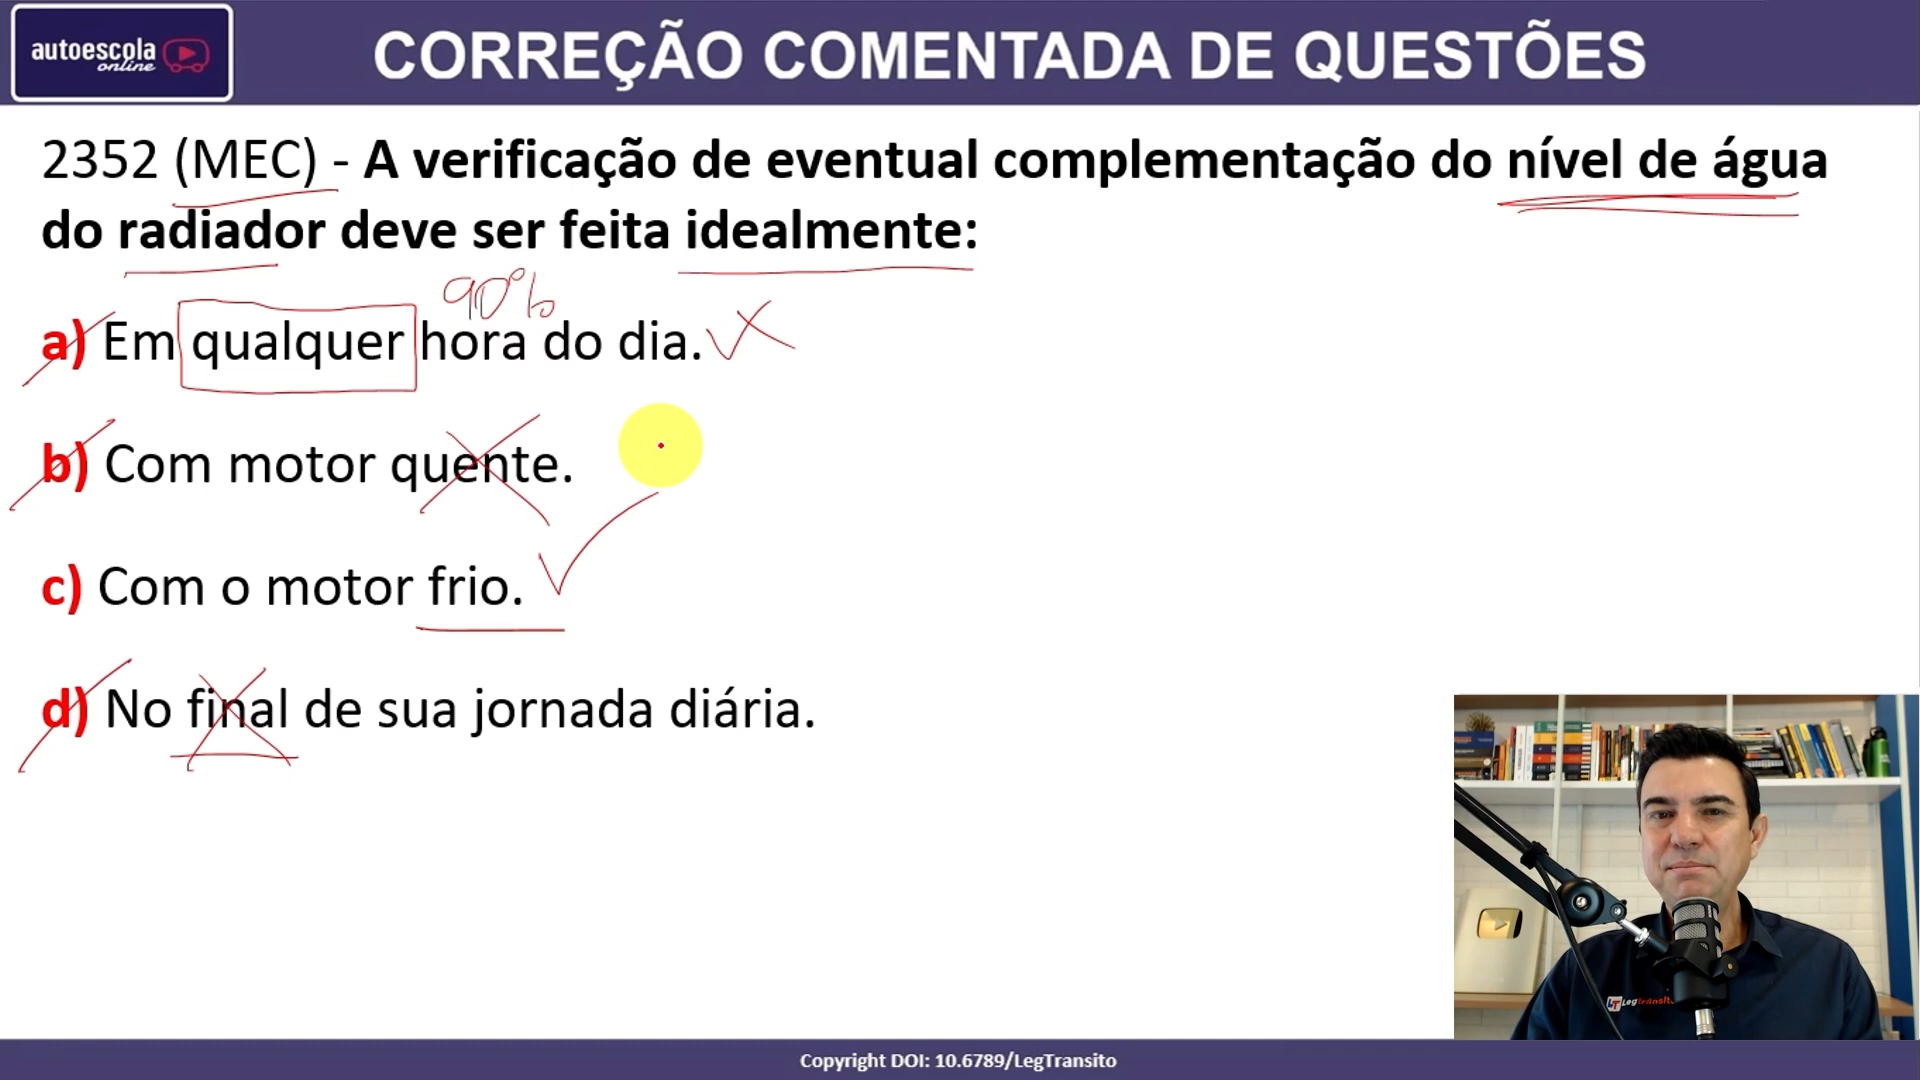 autoescola
online
CORREÇÃO COMENTADA DE QUESTÕES
2352 (MEC) - A verificação de eventual complementação do nível de água
do radiador deve ser feita idealmente:
90%
a) Em qualquer hora do dia.
b) Com motor quente.
c) Com o motor frio.
d) No final de sua jornada diária.
LT Legtrânsito
Copyright DOI: 10.6789/LegTransito